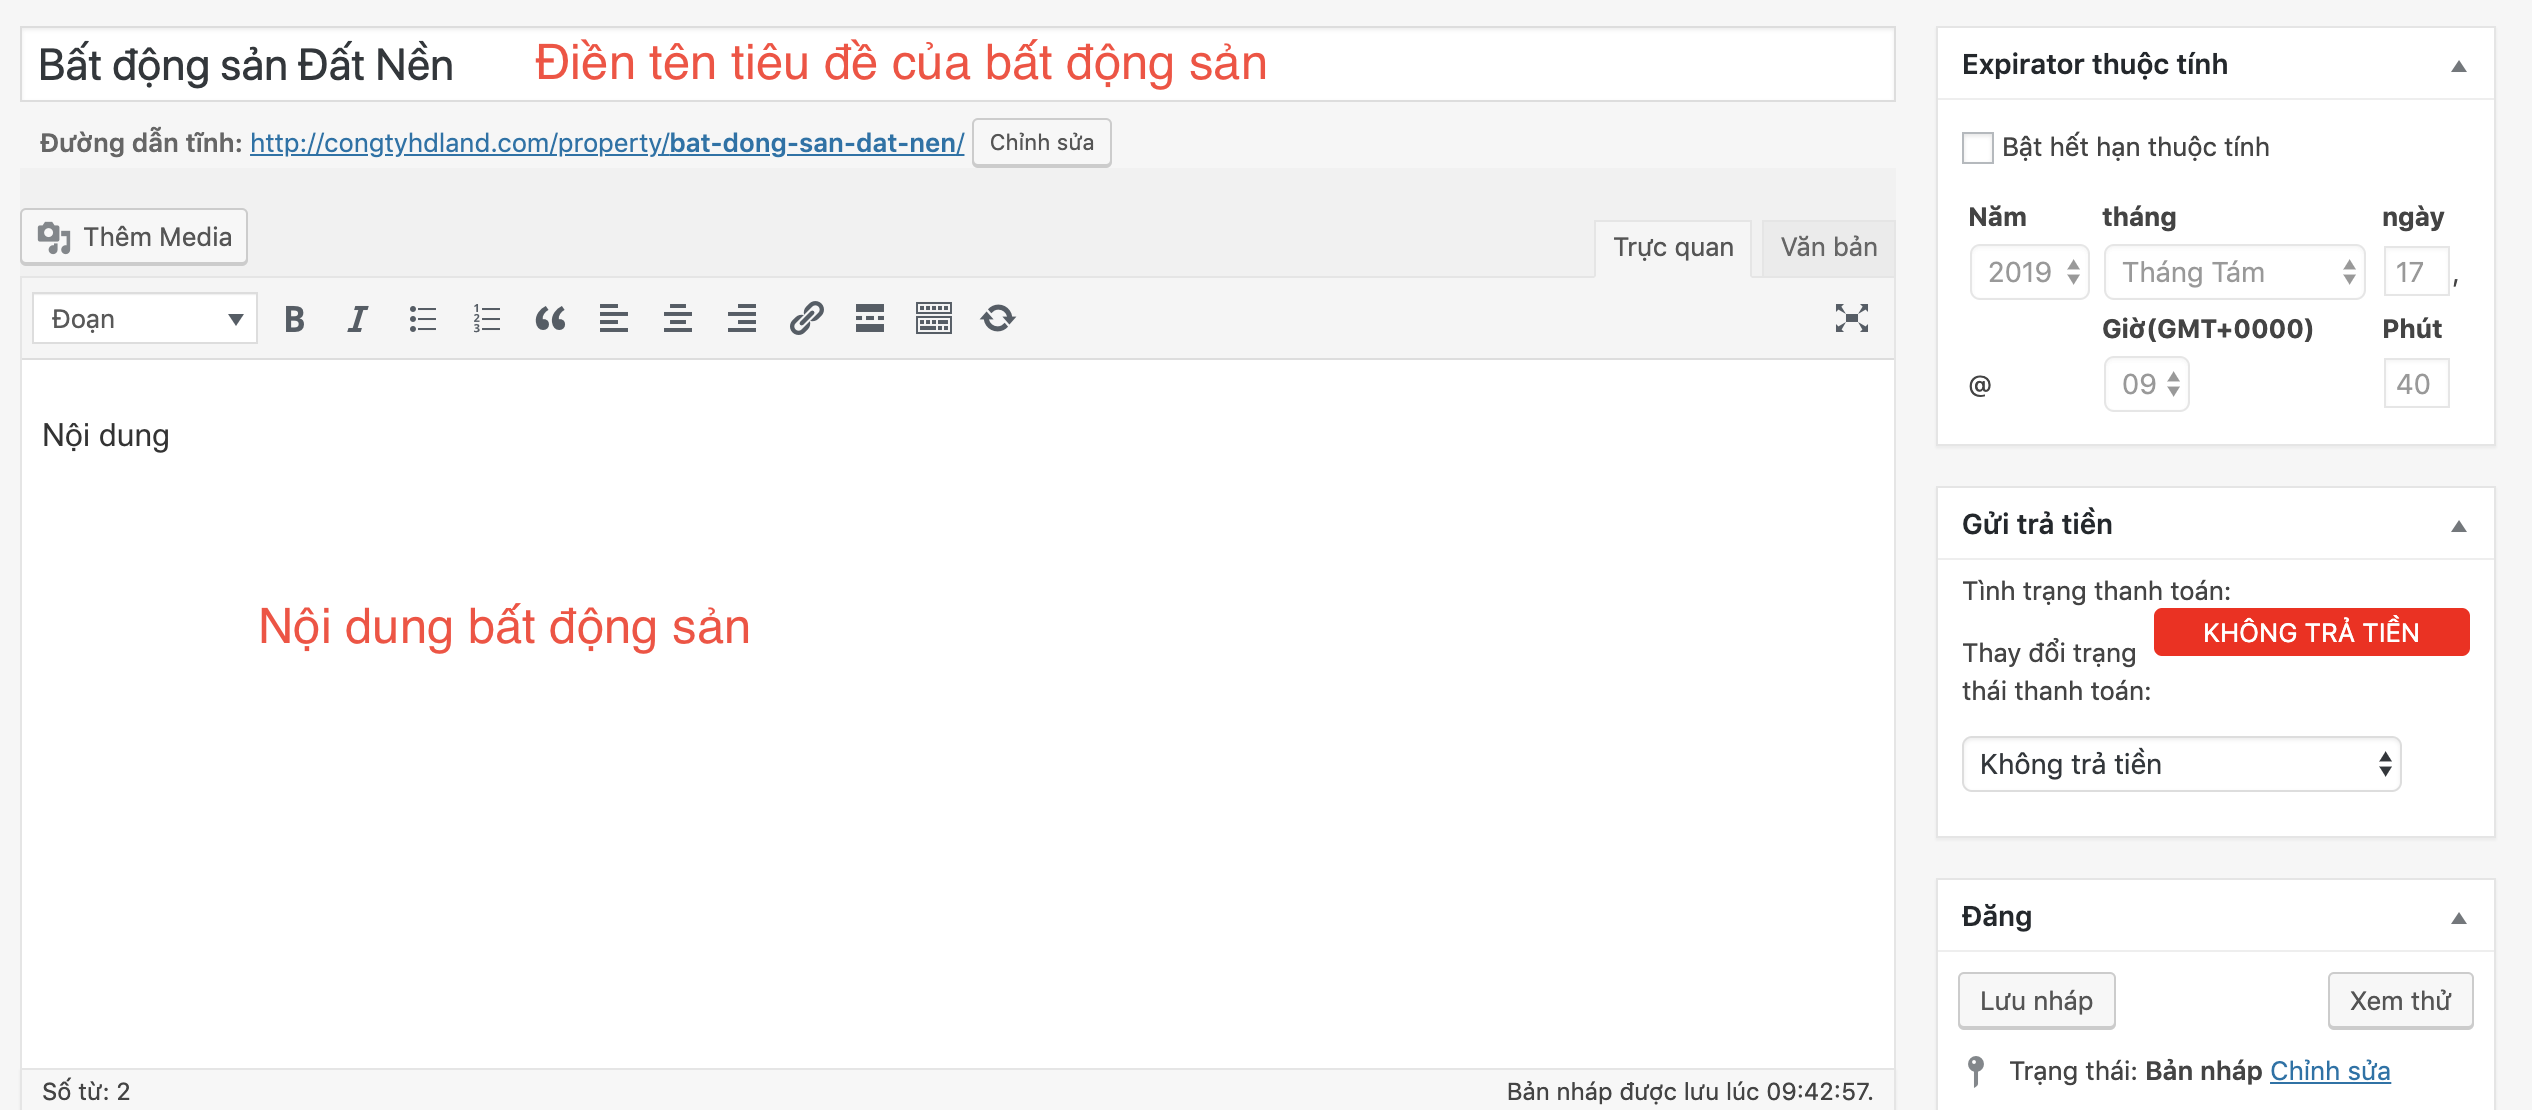 Bất động sản Đất Nền Điền tên tiêu đề của bất động sản
Đường dẫn tĩnh: http://congtyhdland.com/property/bat-dong-san-dat-nen/ Chỉnh sửa
Thêm Media
Trực quan Văn bản
Đoạn
Nội dung
Nội dung bất động sản
Số từ: 2
Bản nháp được lưu lúc 09:42:57.
Expirator thuộc tính
Bật hết hạn thuộc tính
Năm tháng ngày
2019 Tháng Tám 17 ,
Giờ(GMT+0000) Phút
@ 09 40
Gửi trả tiền
Tình trạng thanh toán:
KHÔNG TRẢ TIỀN
Thay đổi trạng
thái thanh toán:
Không trả tiền
Đăng
Lưu nháp Xem thử
Trạng thái: Bản nháp Chỉnh sửa